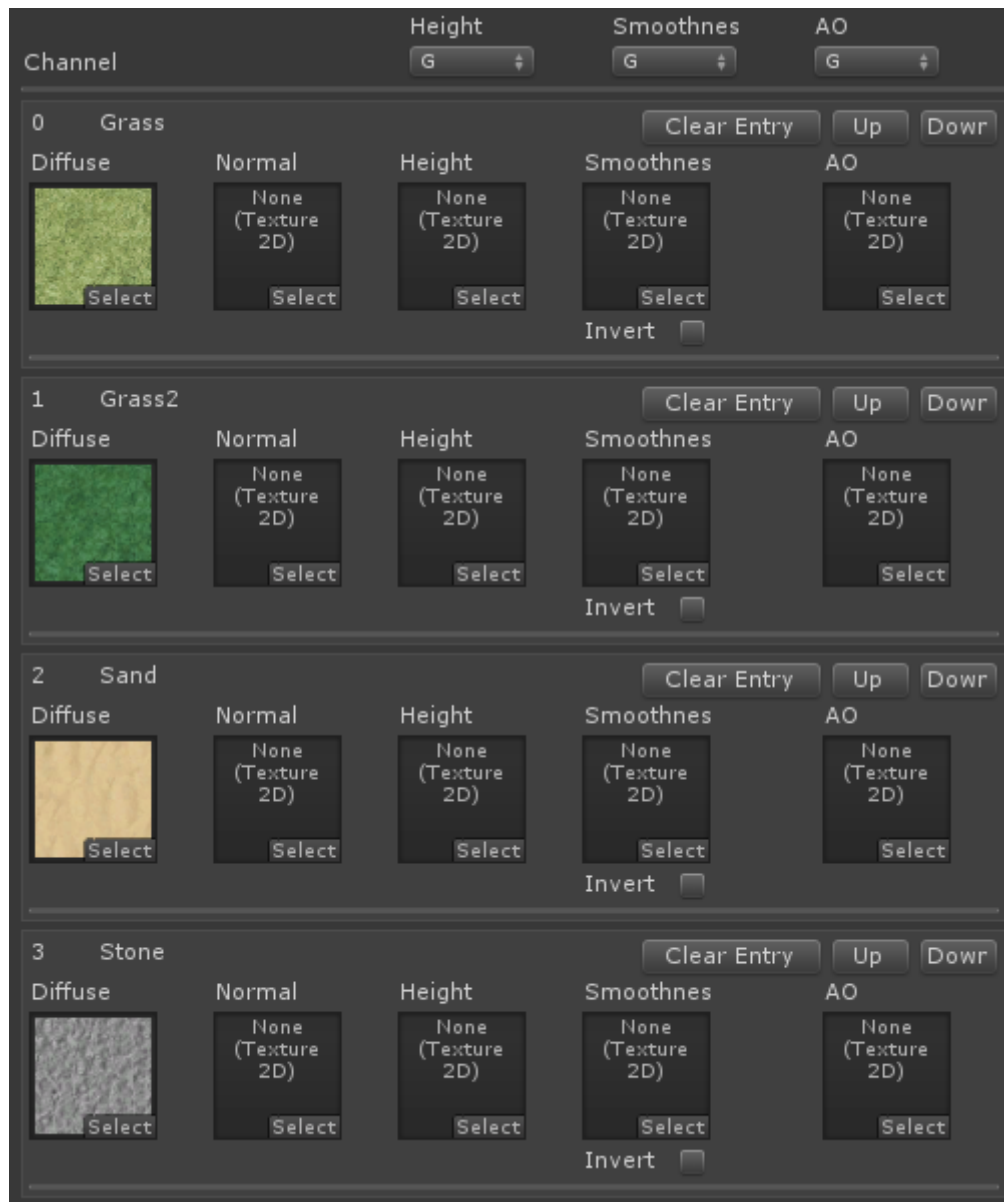 Height Smoothnes AO
Channel G G G
0 Grass Clear Entry Up Down
Diffuse Normal Height Smoothnes AO
None None None None
(Texture (Texture (Texture (Texture
2D) 2D) 2D) 2D)
Select Select Select Select Select
Invert
1 Grass2 Clear Entry Up Down
Diffuse Normal Height Smoothnes AO
None None None None
(Texture (Texture (Texture (Texture
2D) 2D) 2D) 2D)
Select Select Select Select Select
Invert
2 Sand Clear Entry Up Down
Diffuse Normal Height Smoothnes AO
None None None None
(Texture (Texture (Texture (Texture
2D) 2D) 2D) 2D)
Select Select Select Select Select
Invert
3 Stone Clear Entry Up Down
Diffuse Normal Height Smoothnes AO
None None None None
(Texture (Texture (Texture (Texture
2D) 2D) 2D) 2D)
Select Select Select Select Select
Invert